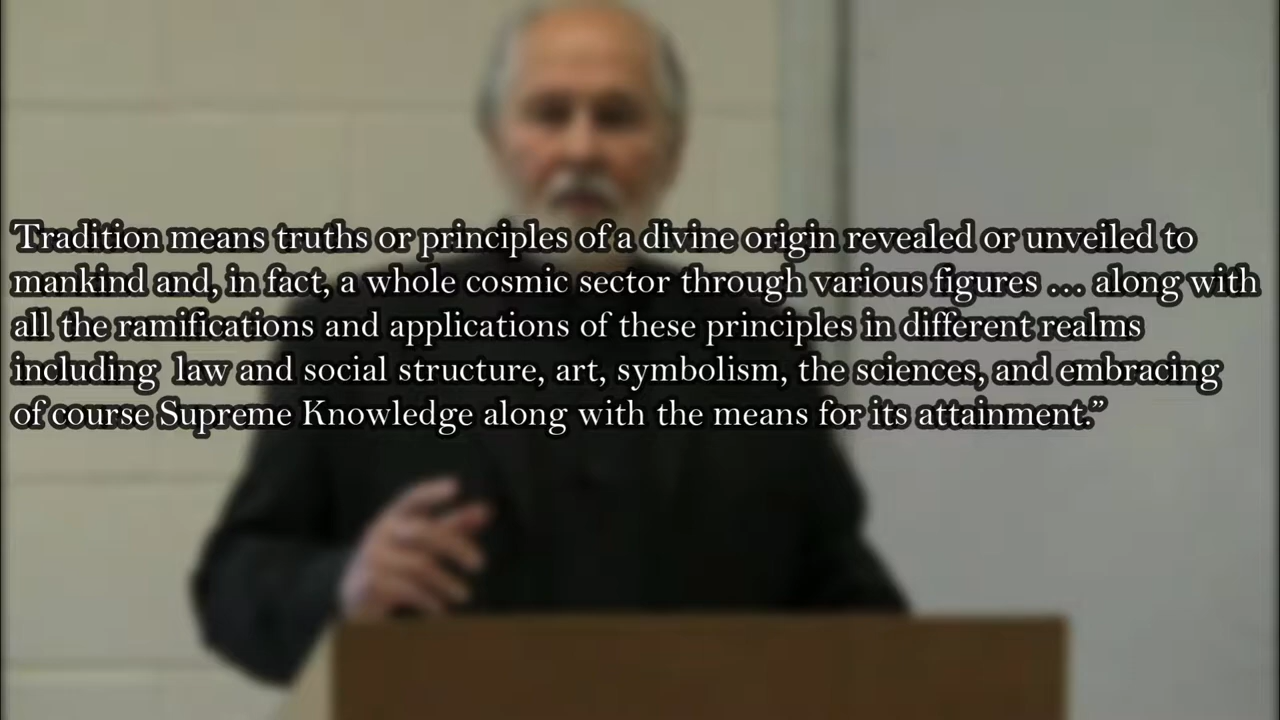 Tradition means truths or principles of a divine origin revealed or unveiled to
mankind and, in fact, a whole cosmic sector through various figures … along with
all the ramifications and applications of these principles in different realms
including  law and social structure, art, symbolism, the sciences, and embracing
of course Supreme Knowledge along with the means for its attainment.”